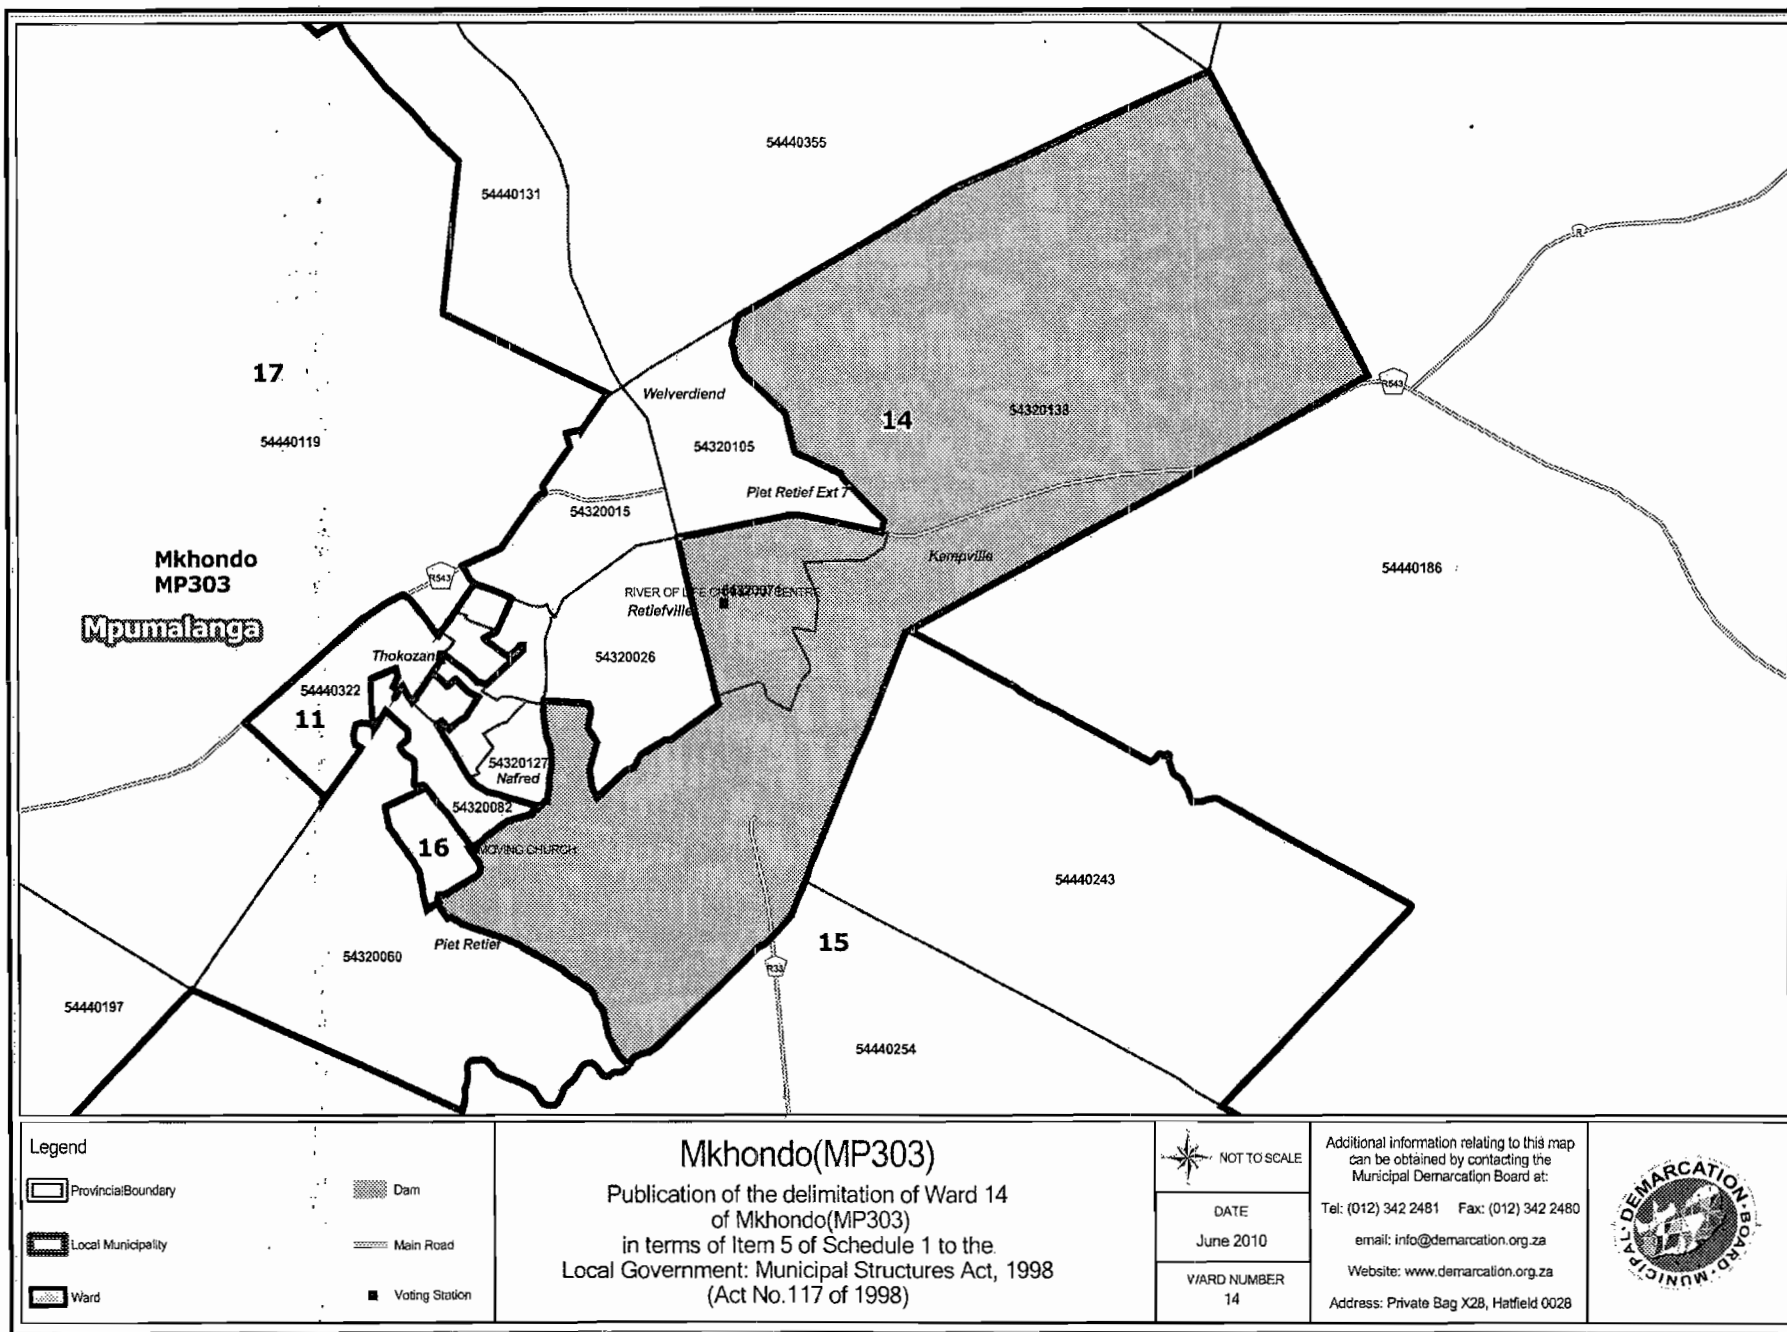 54440355
54440131
R
17
Welverdiend
R543
14
54320138
54440119
54320105
Piet Retief Ext 7
54320015
Mkhondo
MP303
Kempville
54440186
R543
RIVER OF LIFE CENTRE
Retiefville
Mpumalanga
Thokozan
54320026
54440322
11
54320127
Nafred
54320082
16
MOVING CHURCH
54440243
15
Piet Retief
54320060
R33
54440197
54440254
Legend
ProvincialBoundary
Dam
Local Municipality
Main Road
Ward
Voting Station
Mkhondo(MP303)
Publication of the delimitation of Ward 14
of Mkhondo(MP303)
in terms of Item 5 of Schedule 1 to the
Local Government: Municipal Structures Act, 1998
(Act No.117 of 1998)
NOT TO SCALE
DATE
June 2010
WARD NUMBER
14
Additional information relating to this map
can be obtained by contacting the
Municipal Demarcation Board at:
Tel: (012) 342 2481 Fax: (012) 342 2480
email: info@demarcation.org.za
Website: www.demarcation.org.za
Address: Private Bag X28, Hatfield 0028
MUNICIPAL DEMARCATION BOARD